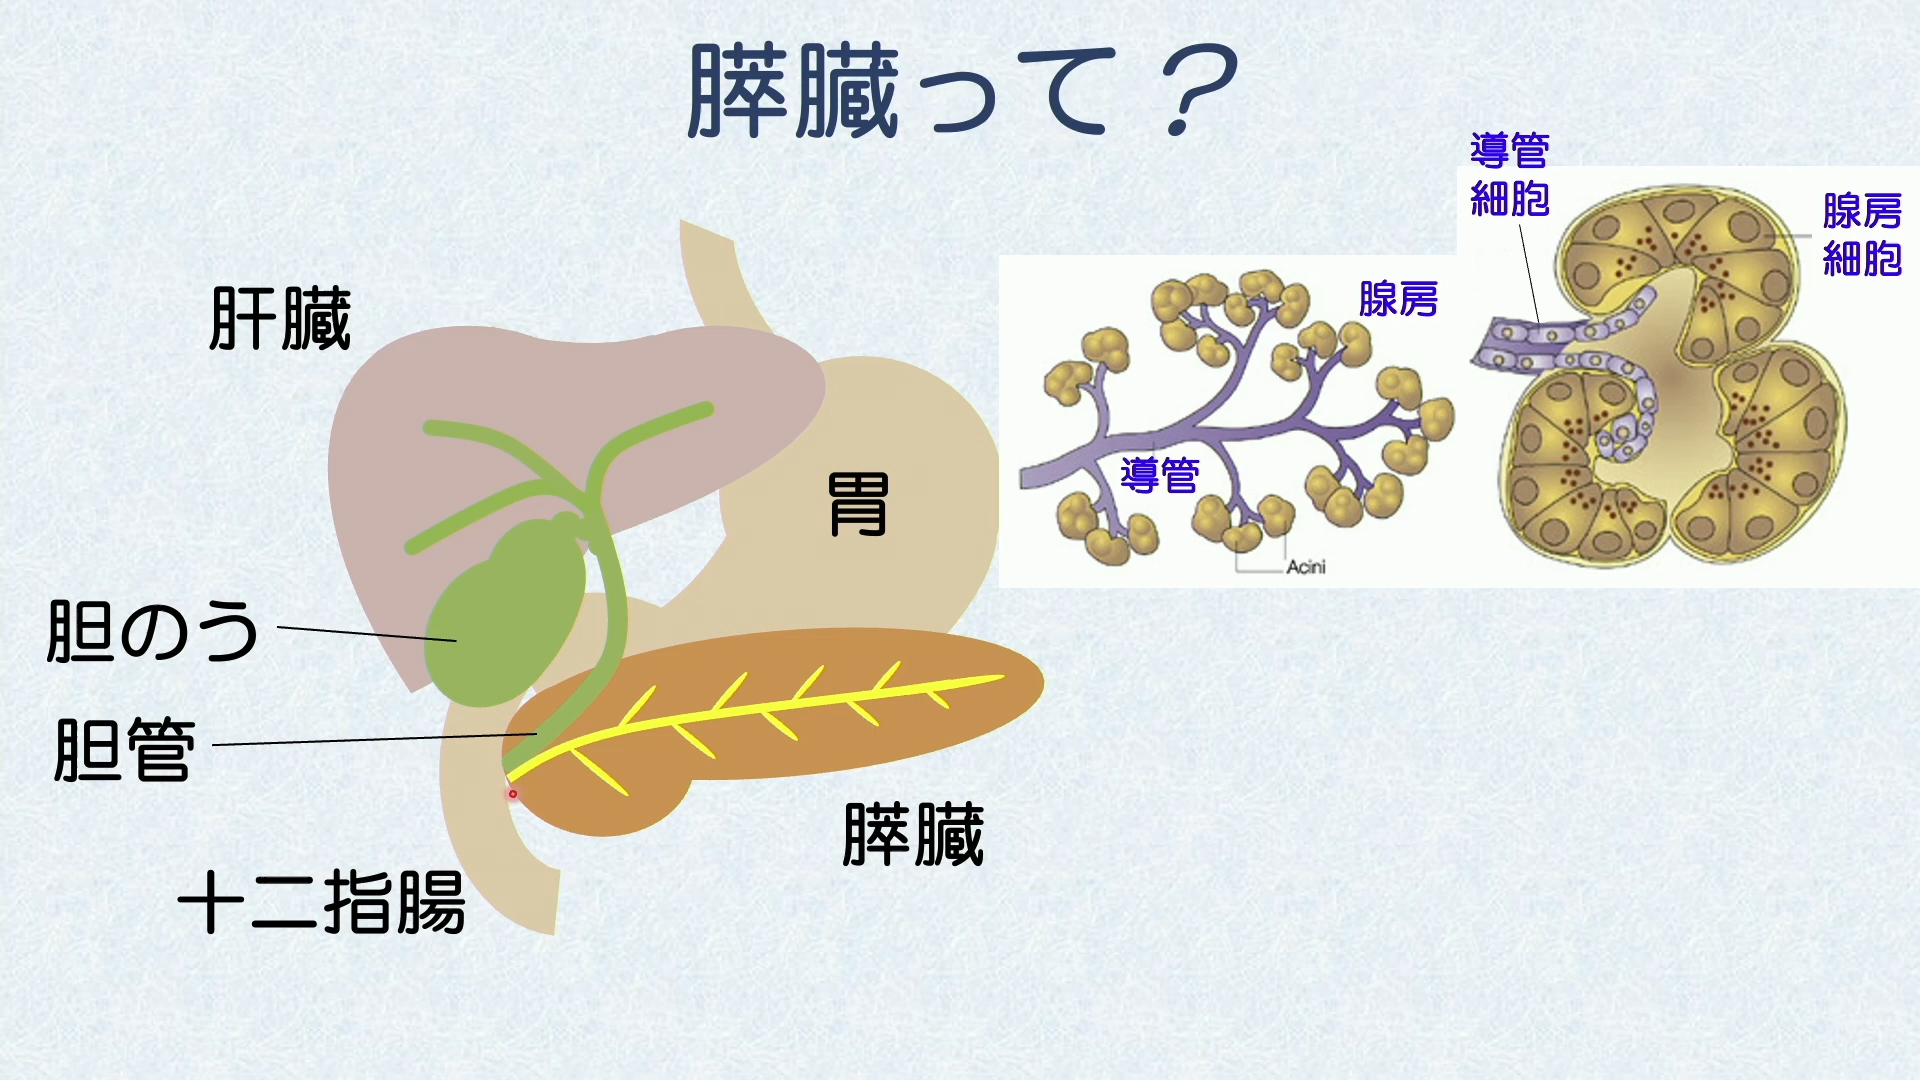 膵臓って？
導管
細胞
腺房
細胞
腺房
肝臓
胃
導管
Acini
胆のう
胆管
膵臓
十二指腸